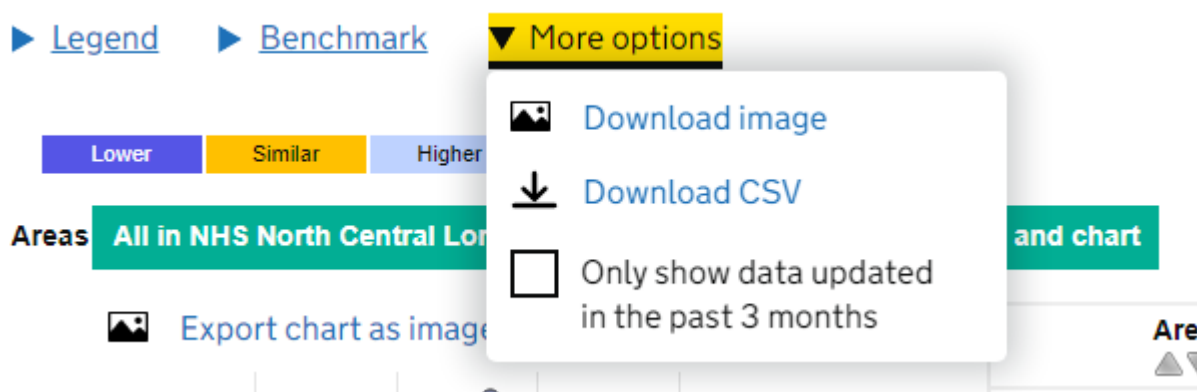 Legend Benchmark More options
Download image
Lower Similar Higher
Download CSV
Areas All in NHS North Central Lon and chart
Only show data updated
in the past 3 months
Export chart as image
Are